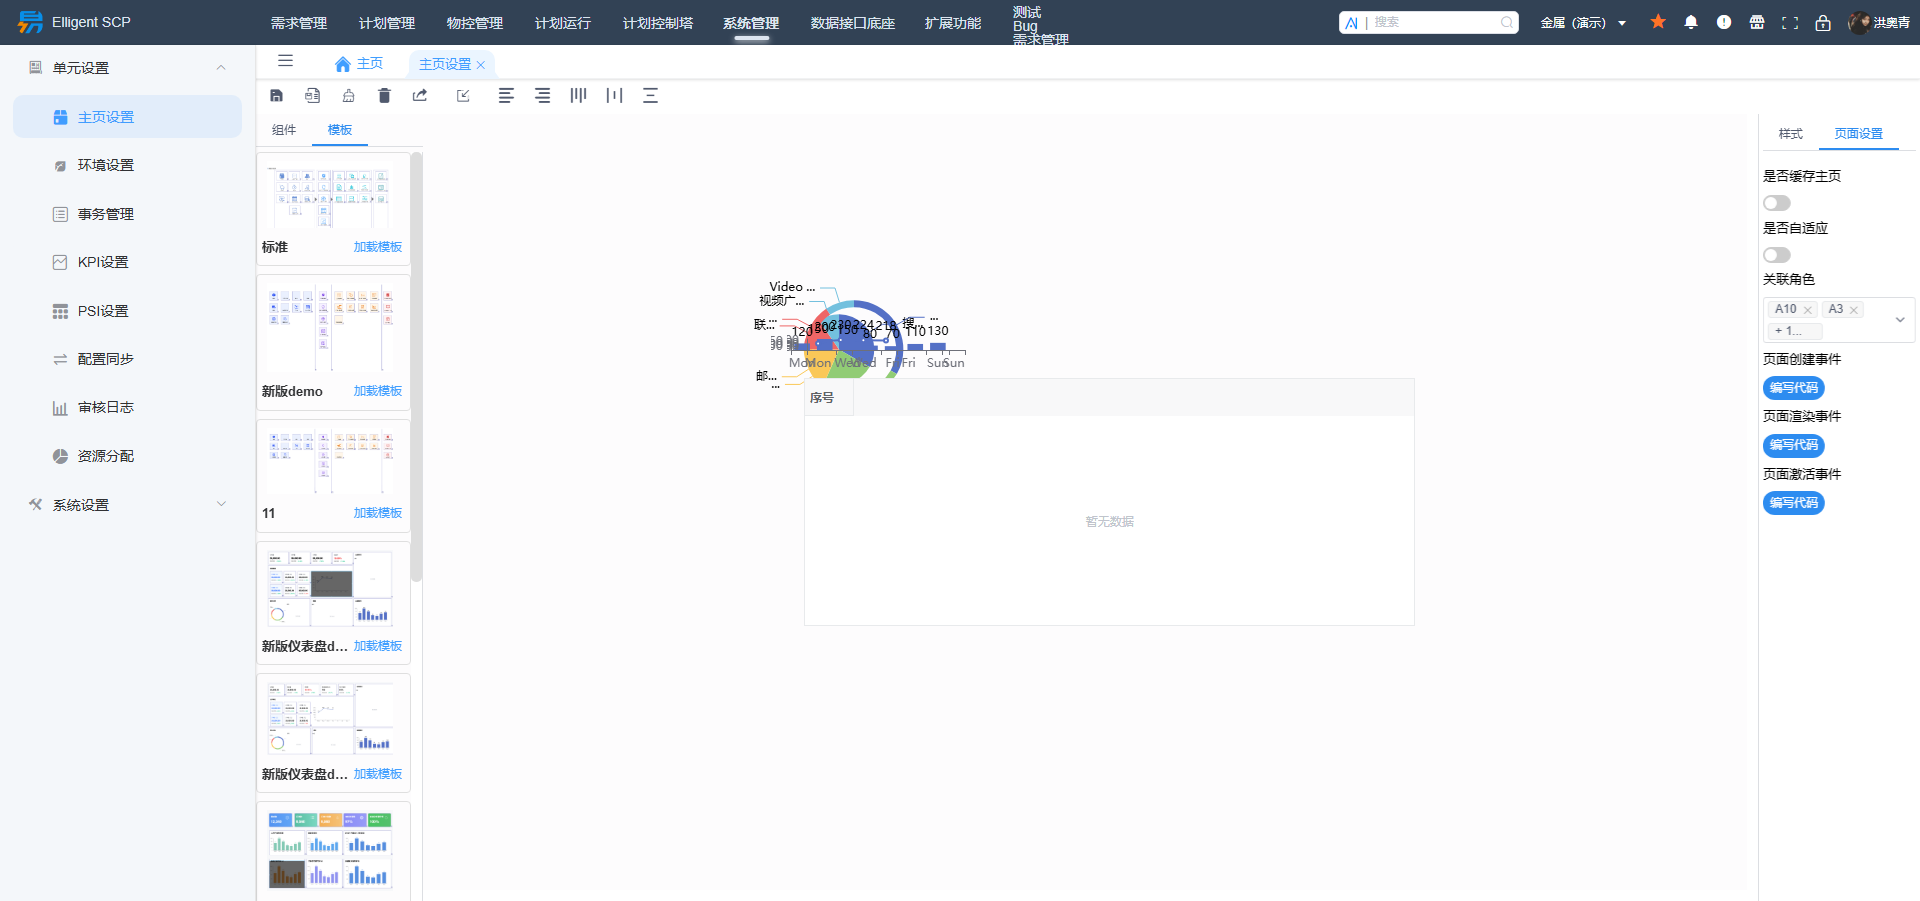 Elligent SCP
需求管理
计划管理
物控管理
计划运行
计划控制塔
系统管理
数据接口底座
扩展功能
测试
Bug
需求管理
AI | 搜索
金属（演示）
洪奥青
单元设置
主页设置
环境设置
事务管理
KPI设置
PSI设置
配置同步
审核日志
资源分配
系统设置
主页
主页设置
组件
模板
标准 加载模板
新版demo 加载模板
11 加载模板
新版仪表盘d... 加载模板
新版仪表盘d... 加载模板
Video ...
视频广...
...
联...
搜...
...
120
200
150
230
224
150
80
218
70
110
130
Mon
Mon
Wed
Wed
Fri
Fri
Sun
Sun
邮...
...
序号
暂无数据
样式
页面设置
是否缓存主页
是否自适应
关联角色
A10
A3
+ 1...
页面创建事件
编写代码
页面渲染事件
编写代码
页面激活事件
编写代码